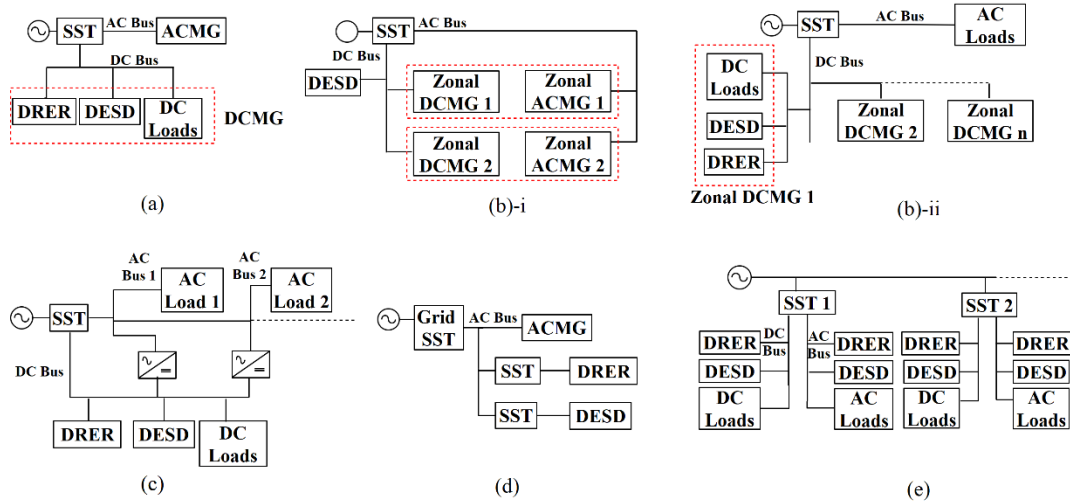 AC Bus
SST
ACMG
DC Bus
DRER
DESD
DC
Loads
DCMG
(a)
AC Bus
SST
DC Bus
DESD
Zonal
DCMG 1
Zonal
ACMG 1
Zonal
DCMG 2
Zonal
ACMG 2
(b)-i
AC Bus
SST
AC
Loads
DC Bus
DC
Loads
DESD
DRER
Zonal DCMG 1
Zonal
DCMG 2
Zonal
DCMG n
(b)-ii
AC
Bus 1
AC
Load 1
AC
Bus 2
AC
Load 2
SST
DC Bus
DRER
DESD
DC
Loads
(c)
Grid
SST
AC Bus
ACMG
SST
DRER
SST
DESD
(d)
SST 1
SST 2
DRER
DESD
DC
Loads
DC
Bus
AC
Bus
DRER
DESD
AC
Loads
DRER
DESD
DC
Loads
DRER
DESD
AC
Loads
(e)